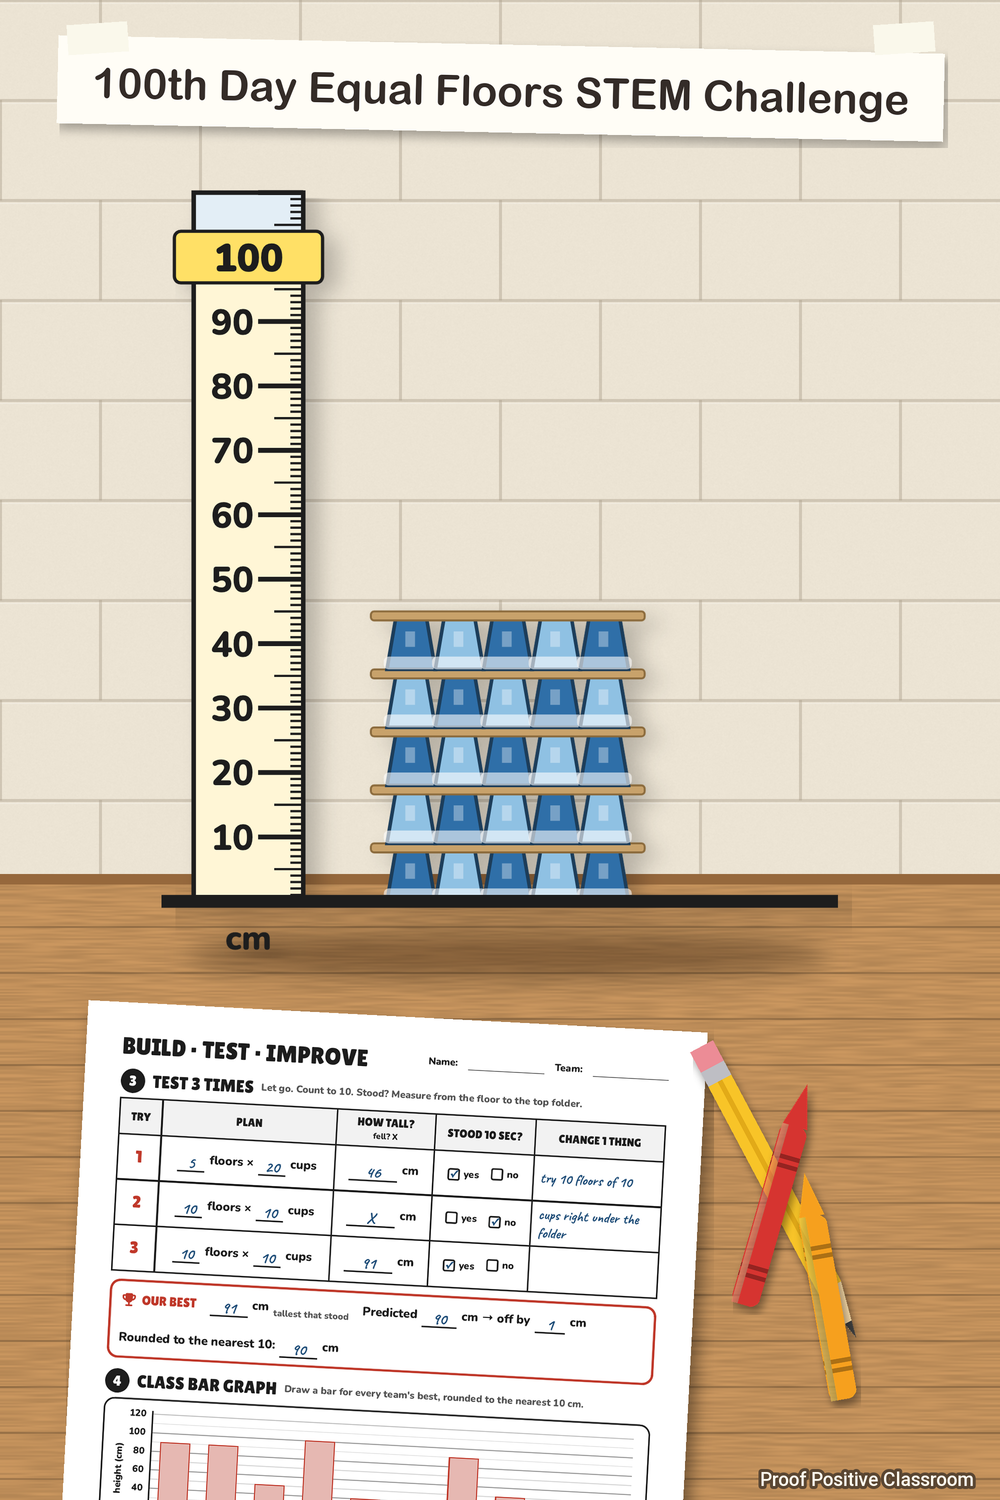 100th Day Equal Floors STEM Challenge
100
90
80
70
60
50
40
30
20
10
cm
BUILD · TEST · IMPROVE
Name:
Team:
3 TEST 3 TIMES Let go. Count to 10. Stood? Measure from the floor to the top folder.
TRY PLAN HOW TALL? fell? X STOOD 10 SEC? CHANGE 1 THING
1 5 floors × 20 cups 46 cm yes no try 10 floors of 10
2 10 floors × 10 cups X cm yes no cups right under the
folder
3 10 floors × 10 cups 91 cm yes no
OUR BEST 91 cm tallest that stood Predicted 90 cm → off by 1 cm
Rounded to the nearest 10: 90 cm
4 CLASS BAR GRAPH Draw a bar for every team's best, rounded to the nearest 10 cm.
120
100
80
60
40
height (cm)
Proof Positive Classroom